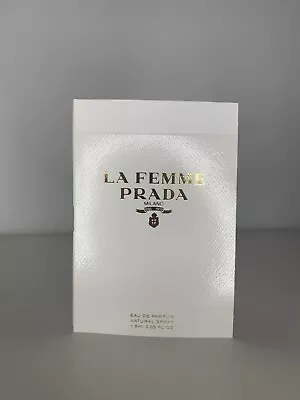 LA FEMME
PRADA
MILANO
EAU DE PARFUM
NATURAL SPRAY
1.5ml 0.05 FL OZ